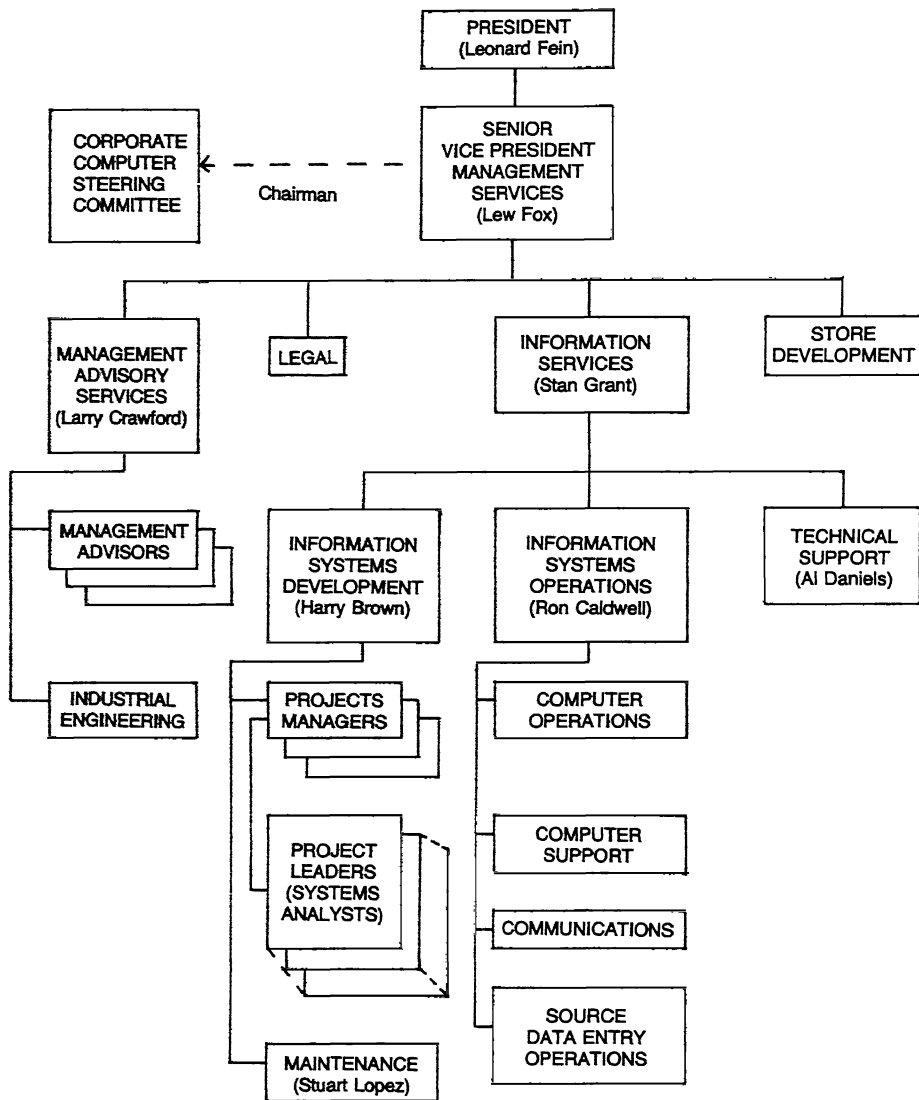 PRESIDENT
(Leonard Fein)
CORPORATE
COMPUTER
STEERING
COMMITTEE
Chairman
SENIOR
VICE PRESIDENT
MANAGEMENT
SERVICES
(Lew Fox)
MANAGEMENT
ADVISORY
SERVICES
(Larry Crawford)
LEGAL
INFORMATION
SERVICES
(Stan Grant)
STORE
DEVELOPMENT
MANAGEMENT
ADVISORS
INDUSTRIAL
ENGINEERING
INFORMATION
SYSTEMS
DEVELOPMENT
(Harry Brown)
INFORMATION
SYSTEMS
OPERATIONS
(Ron Caldwell)
TECHNICAL
SUPPORT
(Al Daniels)
PROJECTS
MANAGERS
PROJECT
LEADERS
(SYSTEMS
ANALYSTS)
MAINTENANCE
(Stuart Lopez)
COMPUTER
OPERATIONS
COMPUTER
SUPPORT
COMMUNICATIONS
SOURCE
DATA ENTRY
OPERATIONS